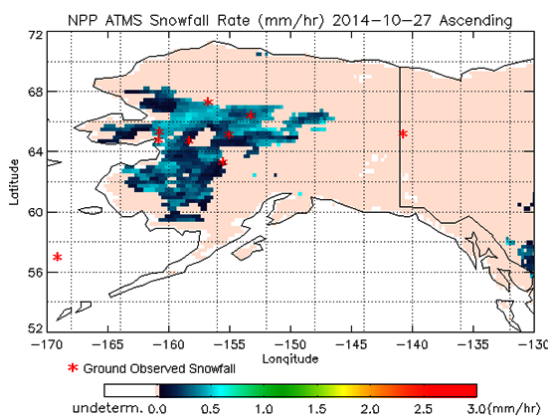 NPP ATMS Snowfall Rate (mm/hr) 2014-10-27 Ascending
72
68
64
60
56
52
Latitude
-170 -165 -160 -155 -150 -145 -140 -135 -130
Longitude
* Ground Observed Snowfall
undeterm. 0.0 0.5 1.0 1.5 2.0 2.5 3.0(mm/hr)